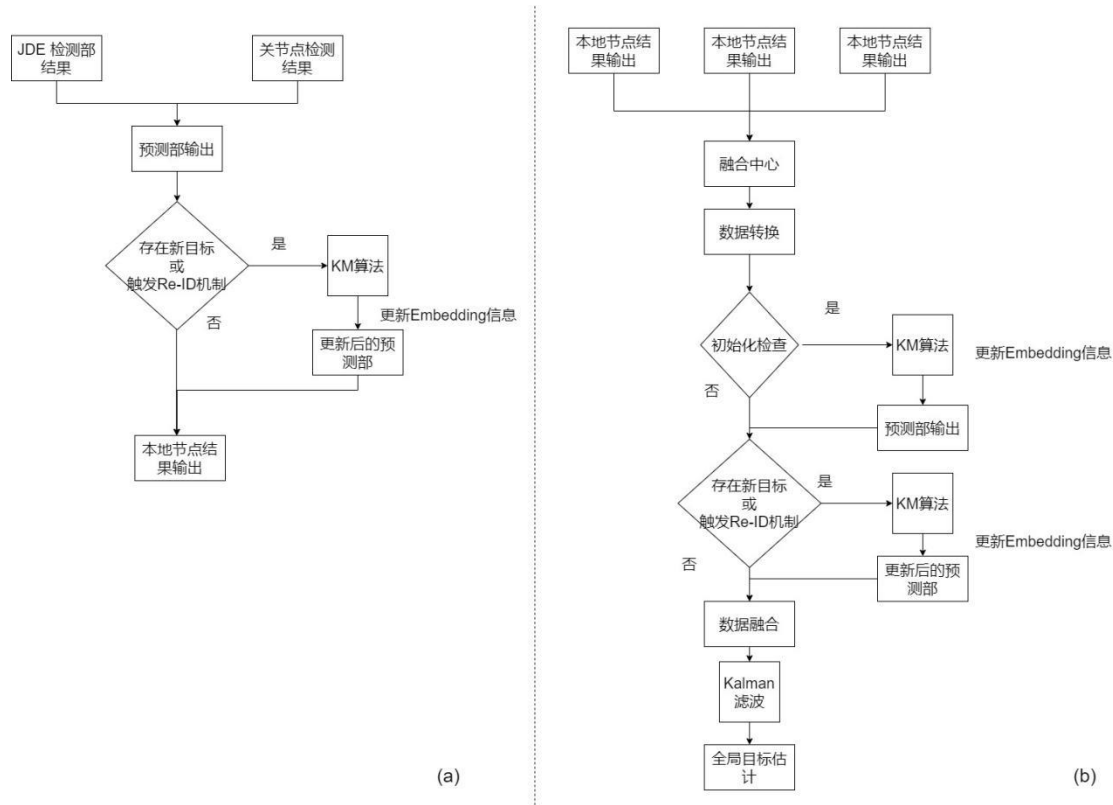 JDE 检测部
结果
关节点检测
结果
预测部输出
存在新目标
或
触发Re-ID机制
是
KM算法
否
更新Embedding信息
更新后的预
测部
本地节点结
果输出
(a)
本地节点结
果输出
本地节点结
果输出
本地节点结
果输出
融合中心
数据转换
初始化检查
是
KM算法
更新Embedding信息
否
预测部输出
存在新目标
或
触发Re-ID机制
是
KM算法
更新Embedding信息
否
更新后的预
测部
数据融合
Kalman
滤波
全局目标估
计
(b)